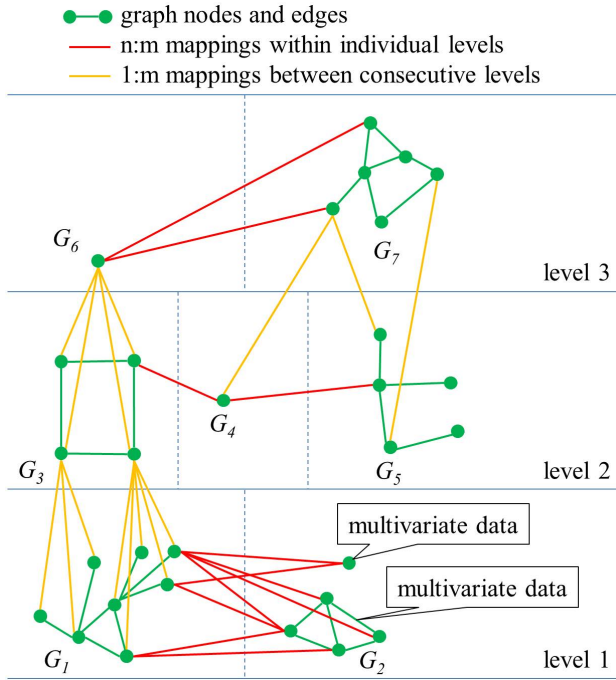 graph nodes and edges
n:m mappings within individual levels
1:m mappings between consecutive levels
G6
G7
level 3
G4
G3
G5
level 2
multivariate data
multivariate data
G1
G2
level 1